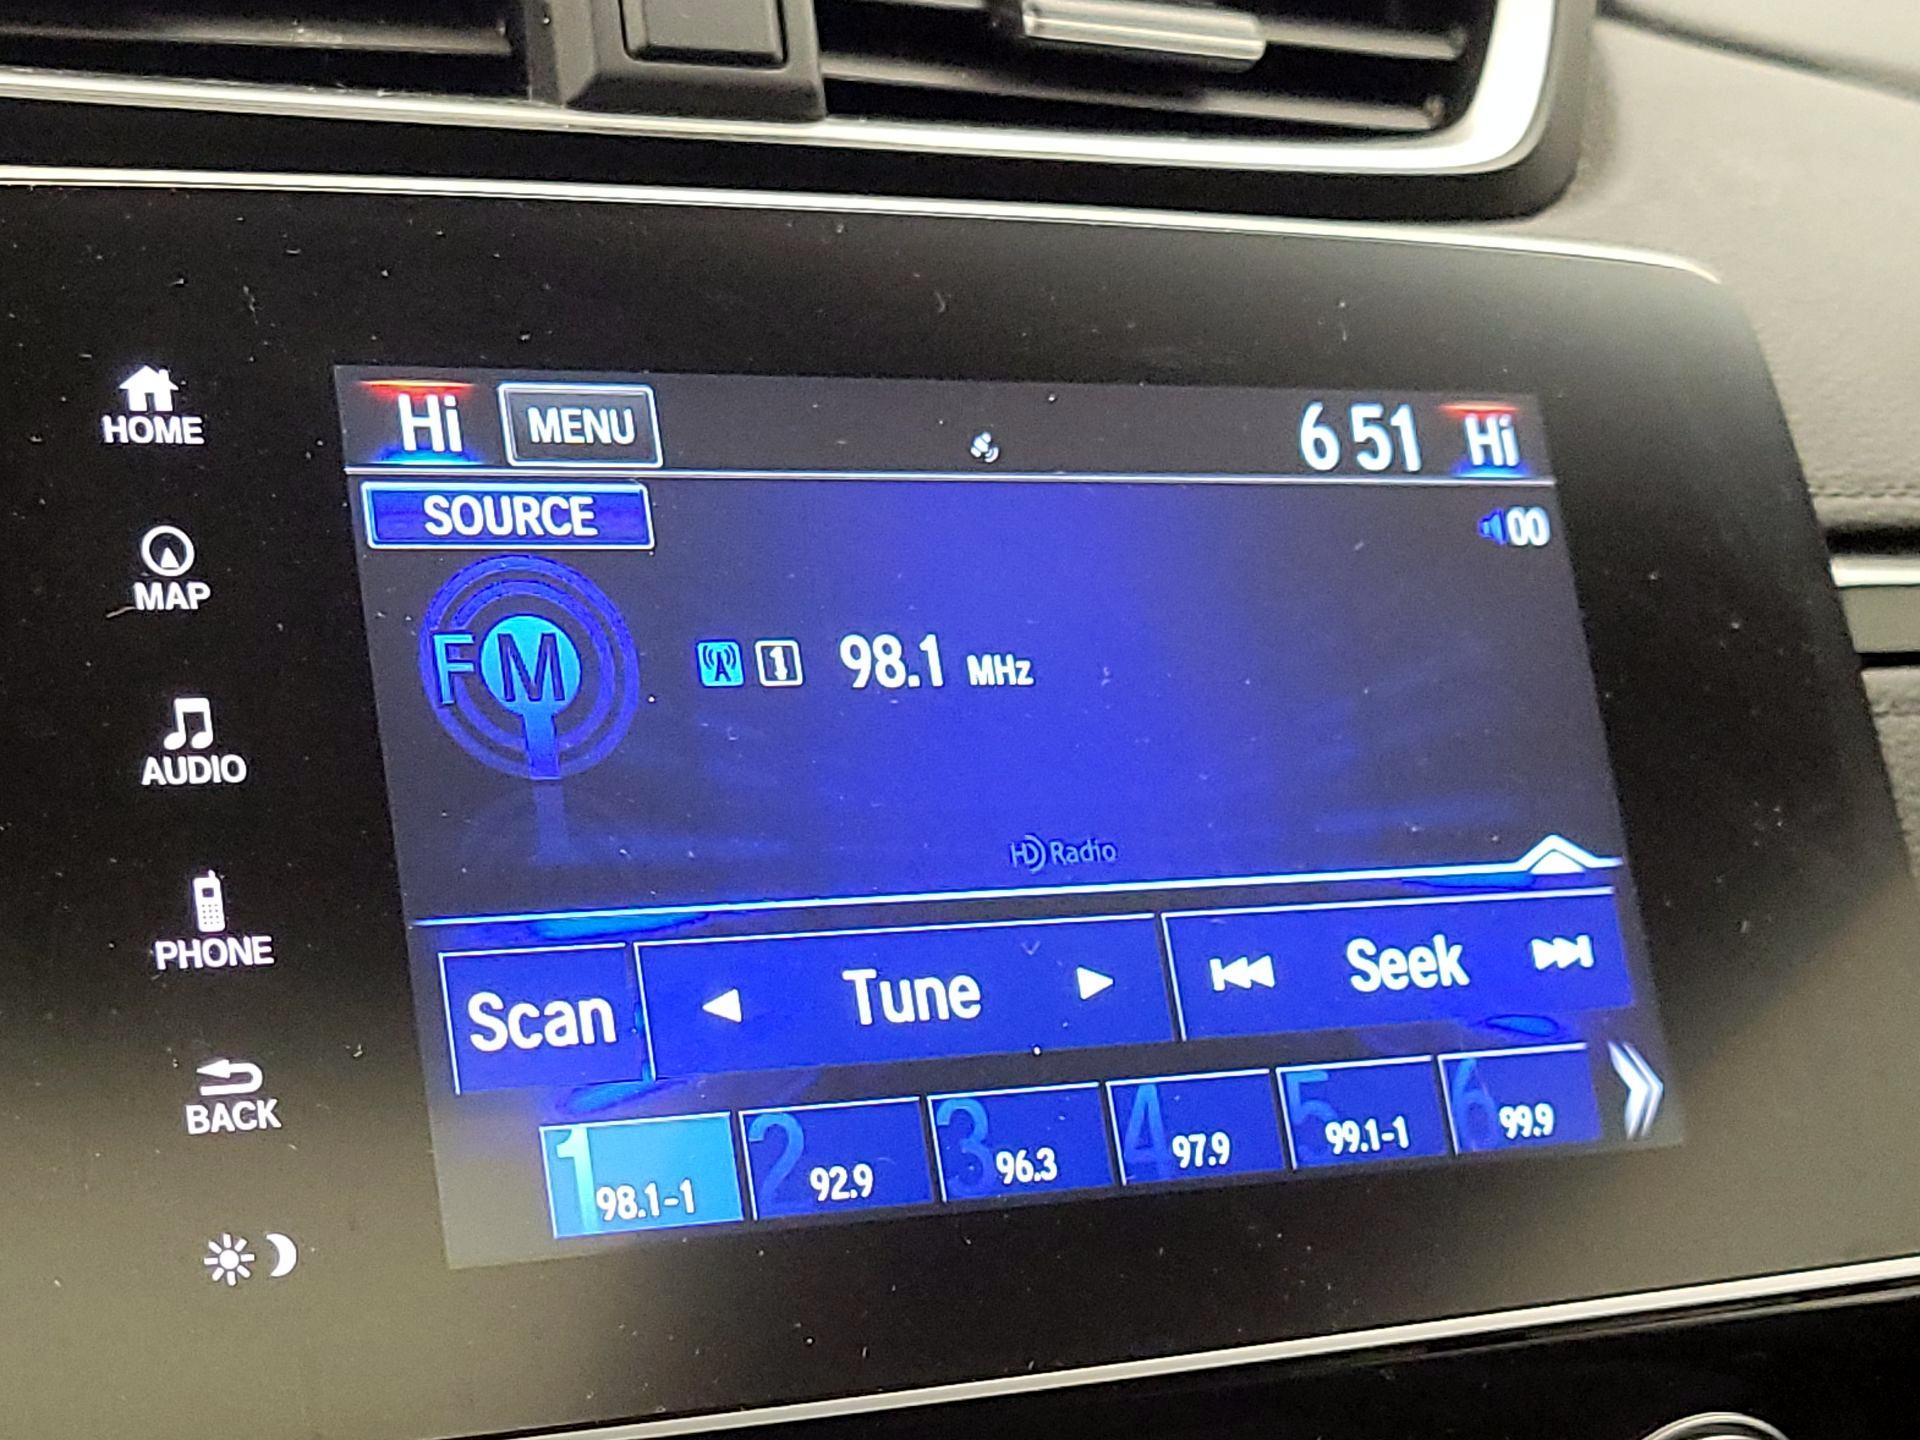 Hi MENU 6 51 Hi
SOURCE 00
FM 1 98.1 MHz
HD Radio
Scan Tune Seek
1 98.1-1 2 92.9 3 96.3 4 97.9 5 99.1-1 6 99.9
HOME
MAP
AUDIO
PHONE
BACK